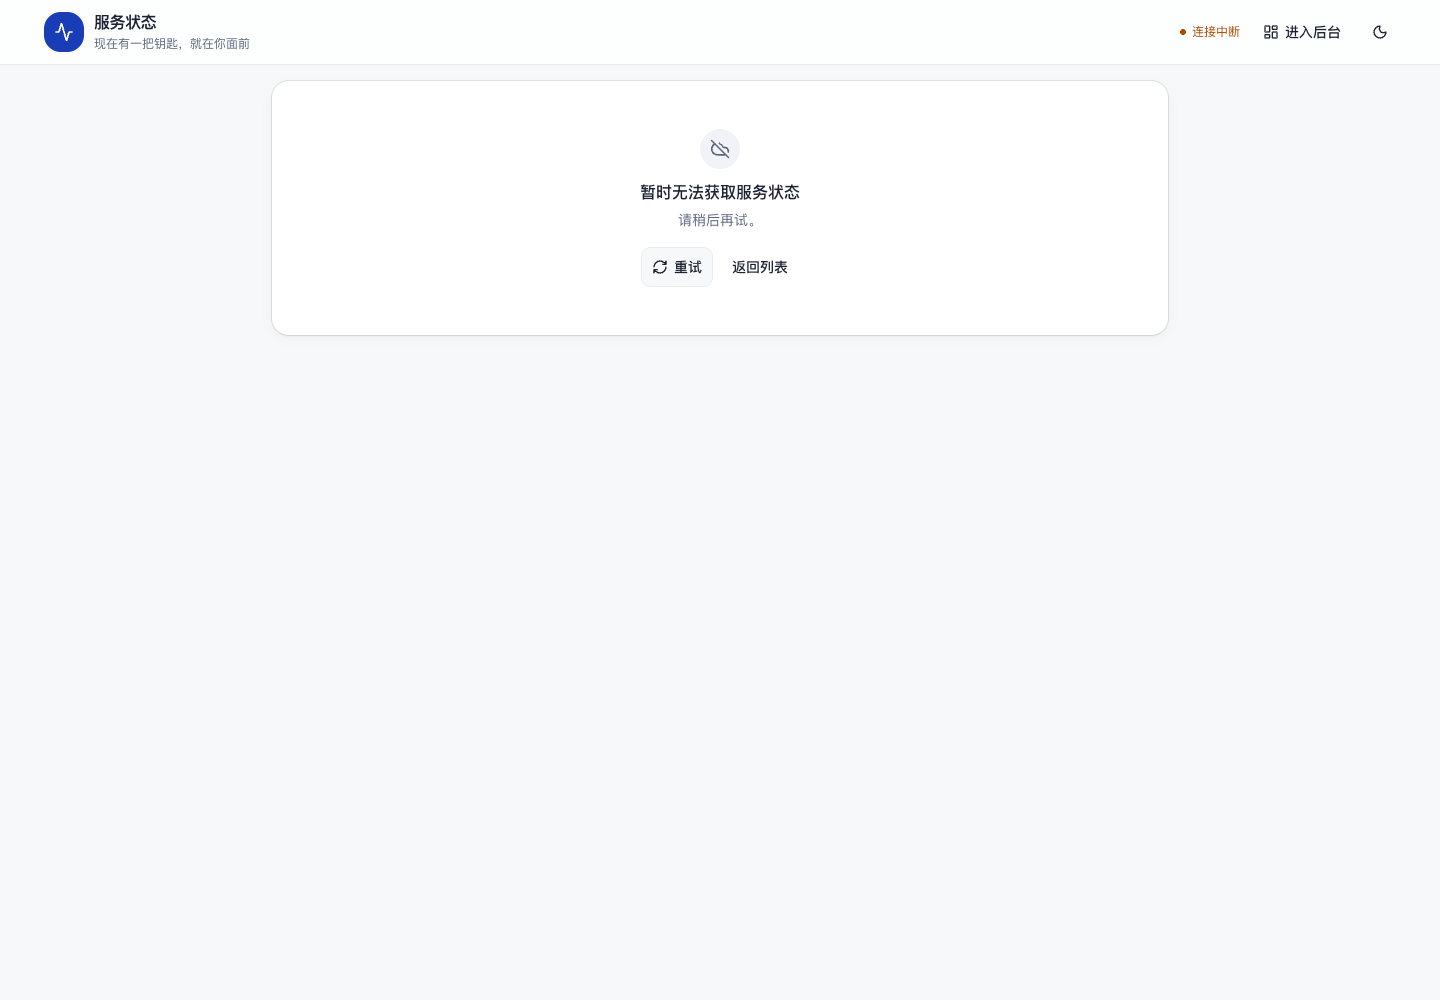 服务状态
现在有一把钥匙，就在你面前
连接中断
进入后台
暂时无法获取服务状态
请稍后再试。
重试
返回列表